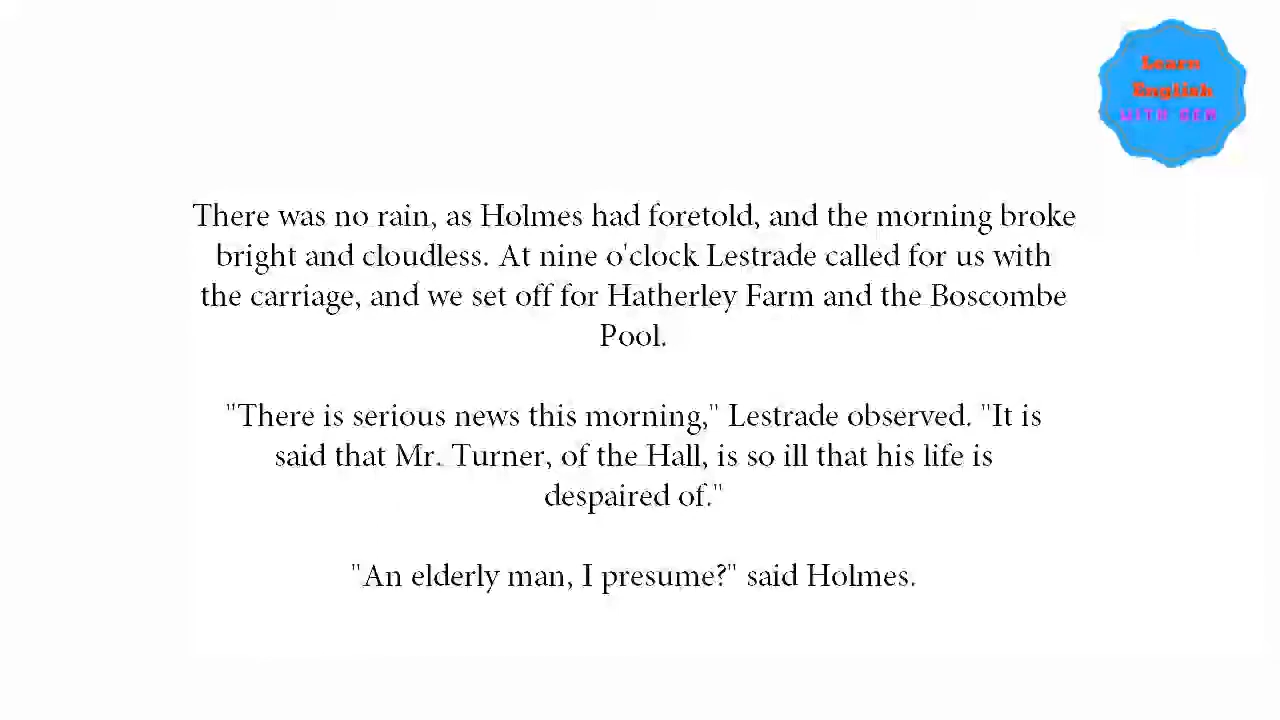 Learn
English
WITH GEM
There was no rain, as Holmes had foretold, and the morning broke
bright and cloudless. At nine o'clock Lestrade called for us with
the carriage, and we set off for Hatherley Farm and the Boscombe
Pool.
"There is serious news this morning," Lestrade observed. "It is
said that Mr. Turner, of the Hall, is so ill that his life is
despaired of."
"An elderly man, I presume?" said Holmes.